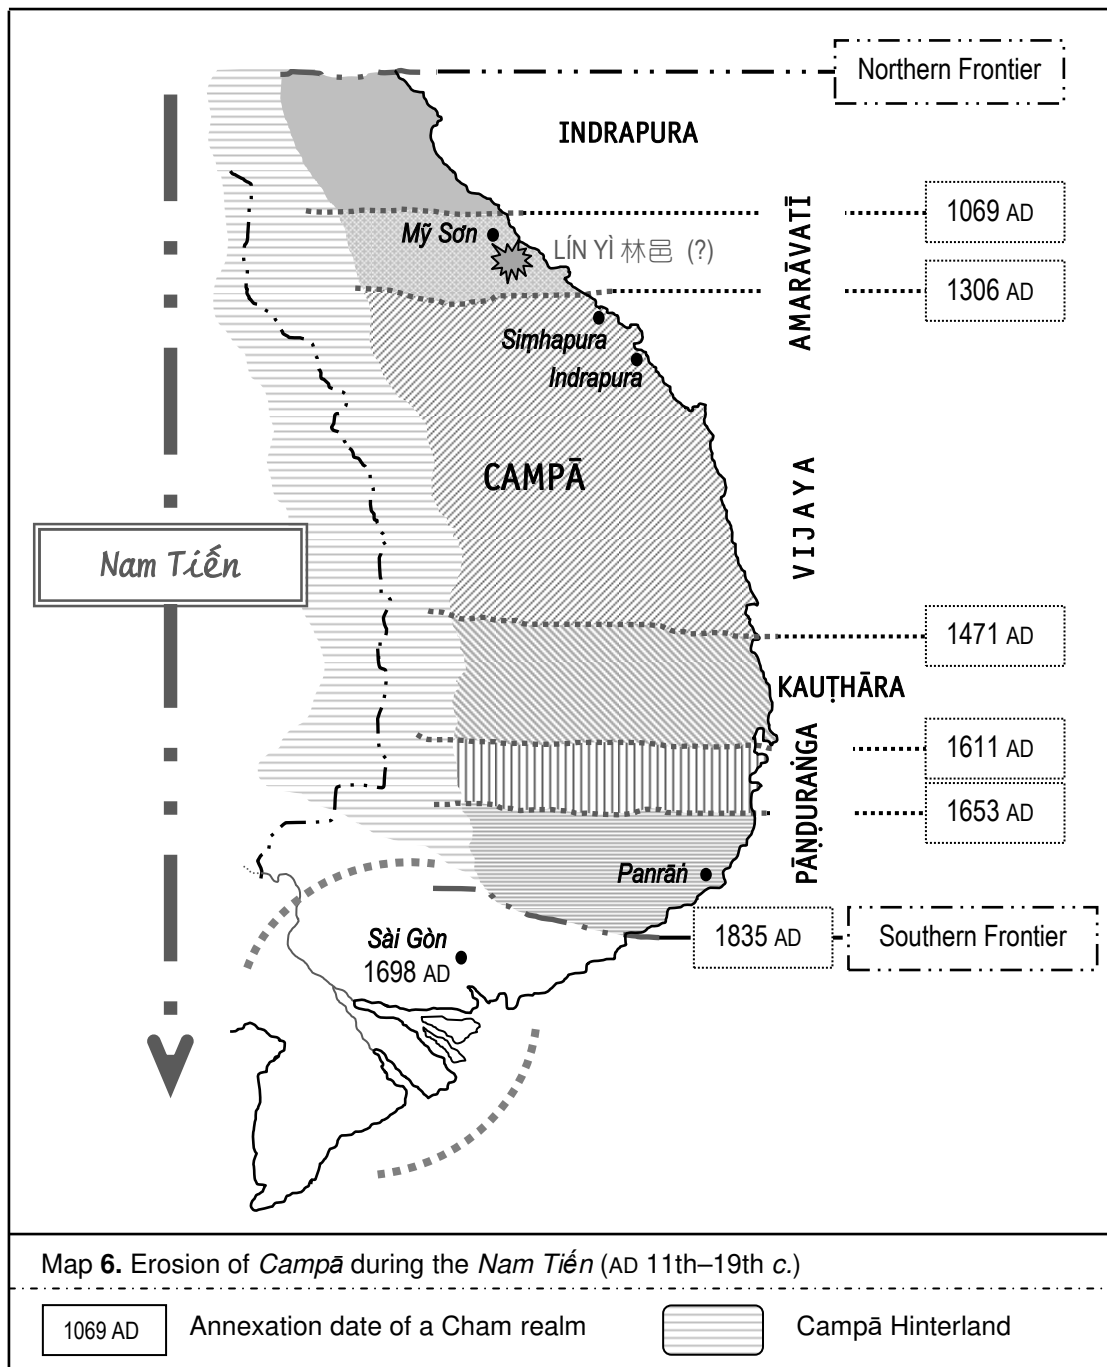 Northern Frontier
INDRAPURA
AMARĀVATĪ
1069 AD
Mỹ Sơn
LÍN YÌ 林邑 (?)
1306 AD
Siṃhapura
Indrapura
CAMPĀ
VIJAYA
Nam Tiến
1471 AD
KAUṬHĀRA
PĀṆḌURAṄGA
1611 AD
1653 AD
Panrāṅ
1835 AD
Southern Frontier
Sài Gòn
1698 AD
Map 6. Erosion of Campā during the Nam Tiến (AD 11th–19th c.)
1069 AD
Annexation date of a Cham realm
Campā Hinterland